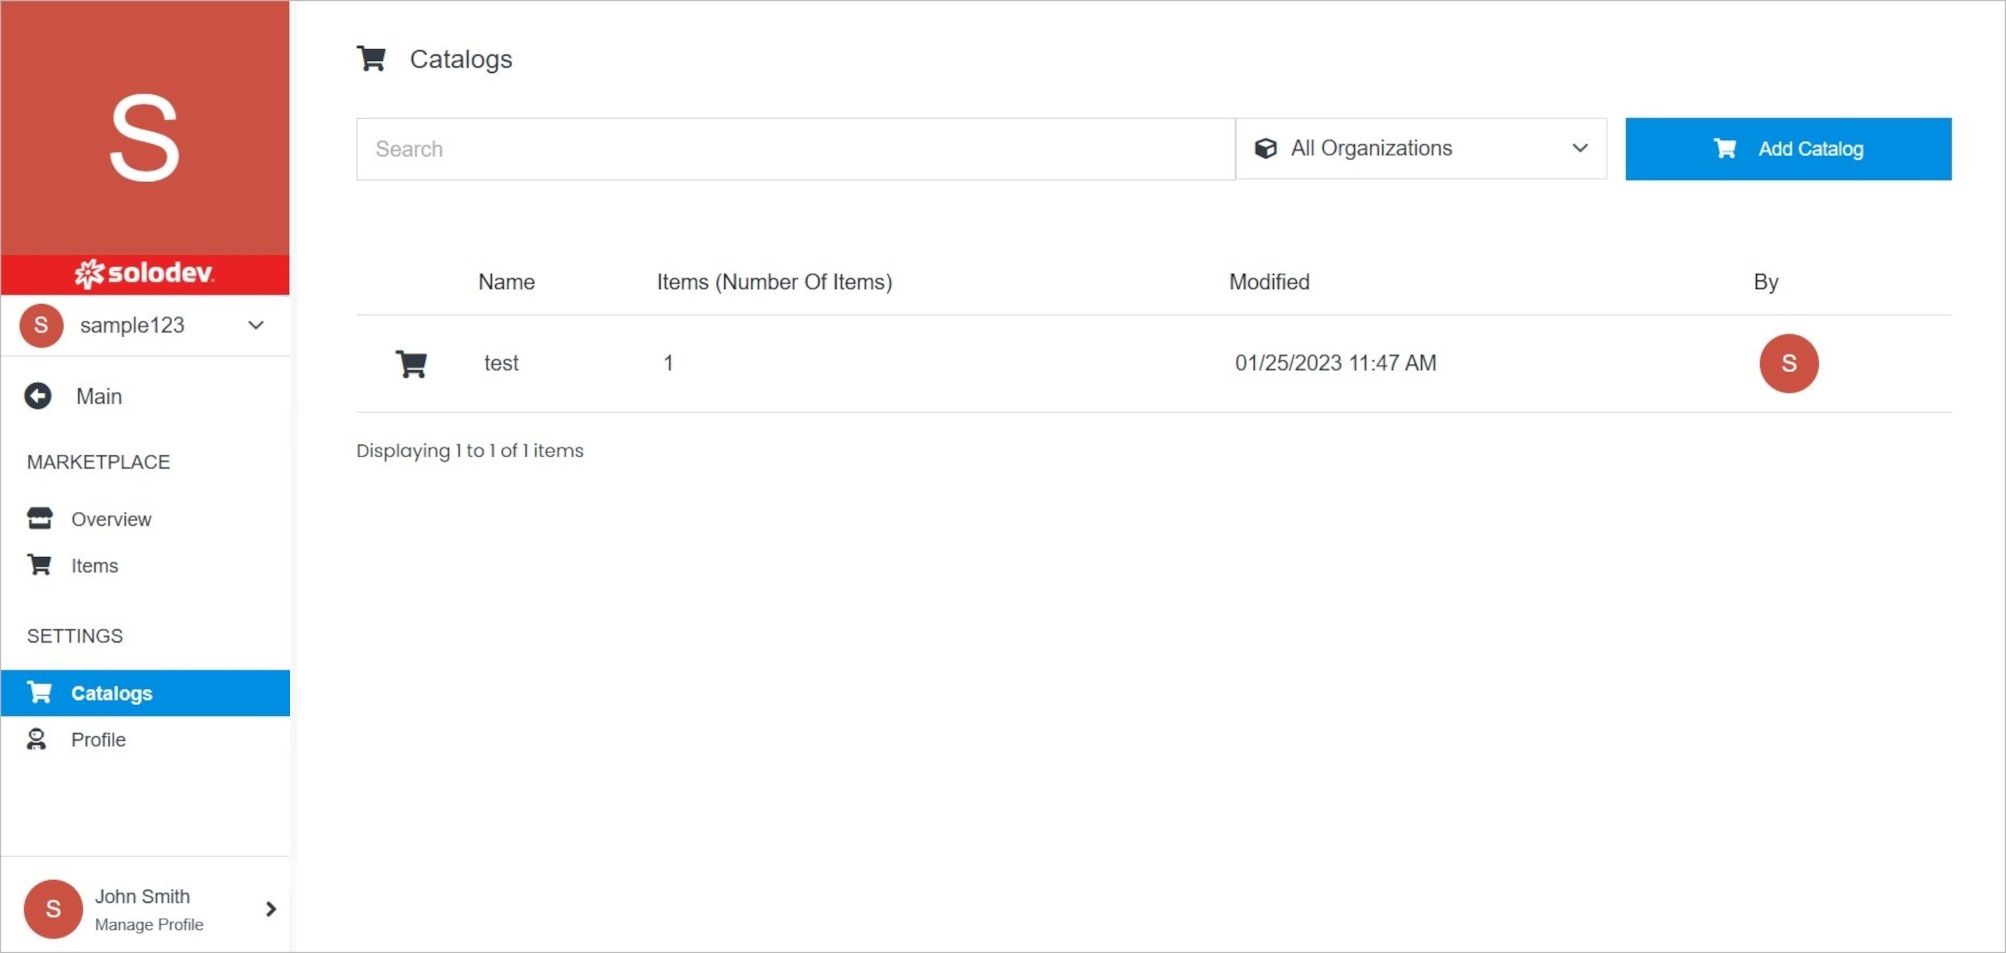 S
solodev
S sample123
Main
MARKETPLACE
Overview
Items
SETTINGS
Catalogs
Profile
S John Smith
Manage Profile
Catalogs
Search
All Organizations
Add Catalog
Name Items (Number Of Items) Modified By
test 1 01/25/2023 11:47 AM S
Displaying 1 to 1 of 1 items